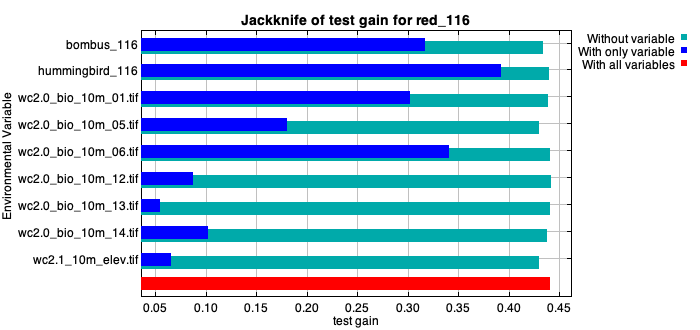 Jackknife of test gain for red_116
Without variable
With only variable
With all variables
Environmental Variable
bombus_116
hummingbird_116
wc2.0_bio_10m_01.tif
wc2.0_bio_10m_05.tif
wc2.0_bio_10m_06.tif
wc2.0_bio_10m_12.tif
wc2.0_bio_10m_13.tif
wc2.0_bio_10m_14.tif
wc2.1_10m_elev.tif
0.05 0.10 0.15 0.20 0.25 0.30 0.35 0.40 0.45
test gain